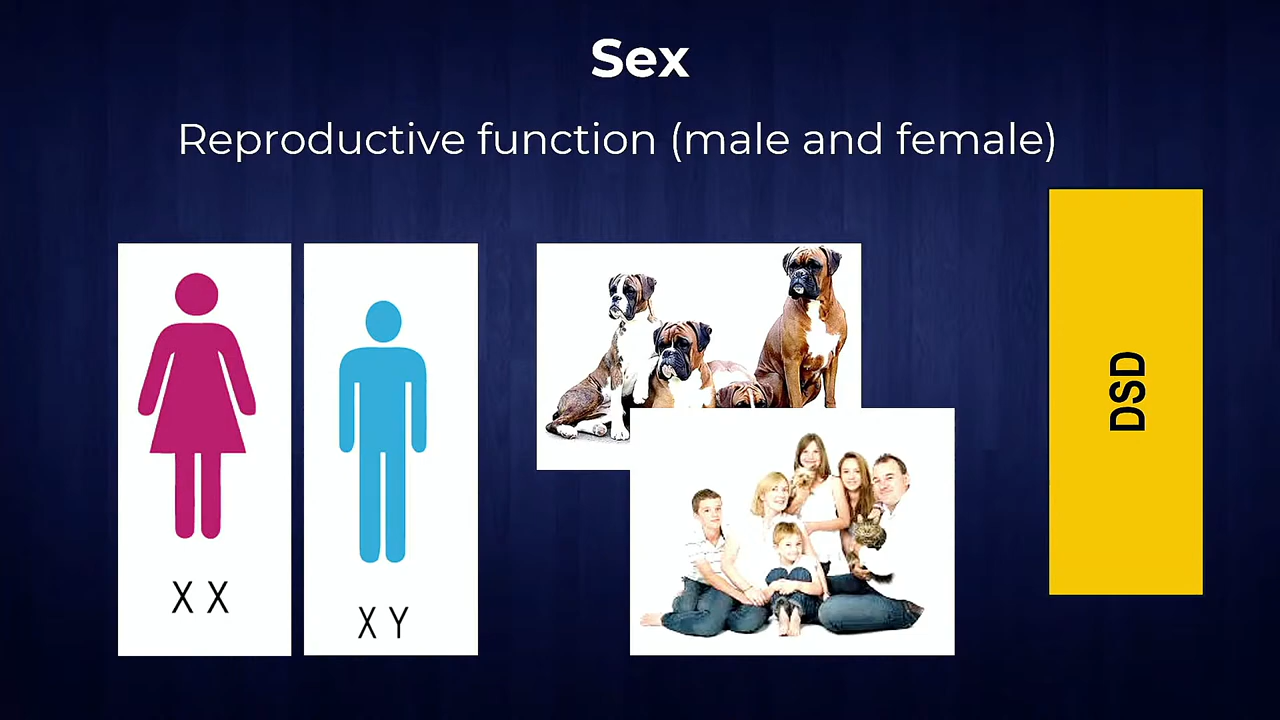 Sex
Reproductive function (male and female)
X X
X Y
DSD